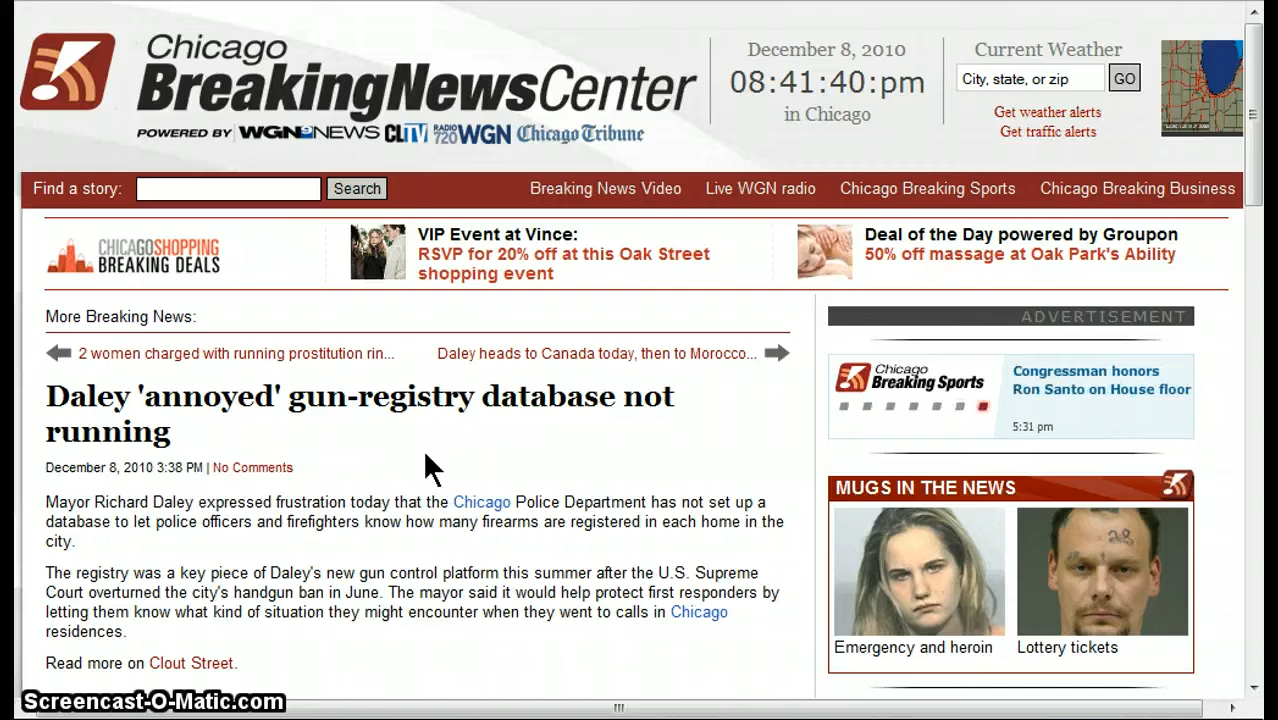 Chicago
BreakingNewsCenter
POWERED BY WGN NEWS CLTV RADIO 720 WGN Chicago Tribune
December 8, 2010
08:41:40:pm
in Chicago
Current Weather
City, state, or zip GO
Get weather alerts
Get traffic alerts
Find a story: Search Breaking News Video Live WGN radio Chicago Breaking Sports Chicago Breaking Business
CHICAGOSHOPPING
BREAKING DEALS
VIP Event at Vince:
RSVP for 20% off at this Oak Street
shopping event
Deal of the Day powered by Groupon
50% off massage at Oak Park's Ability
More Breaking News:
2 women charged with running prostitution rin... Daley heads to Canada today, then to Morocco...
Daley 'annoyed' gun-registry database not
running
December 8, 2010 3:38 PM | No Comments
Mayor Richard Daley expressed frustration today that the Chicago Police Department has not set up a
database to let police officers and firefighters know how many firearms are registered in each home in the
city.
The registry was a key piece of Daley's new gun control platform this summer after the U.S. Supreme
Court overturned the city's handgun ban in June. The mayor said it would help protect first responders by
letting them know what kind of situation they might encounter when they went to calls in Chicago
residences.
Read more on Clout Street.
ADVERTISEMENT
Chicago
Breaking Sports
Congressman honors
Ron Santo on House floor
5:31 pm
MUGS IN THE NEWS
Emergency and heroin Lottery tickets
Screencast-O-Matic.com